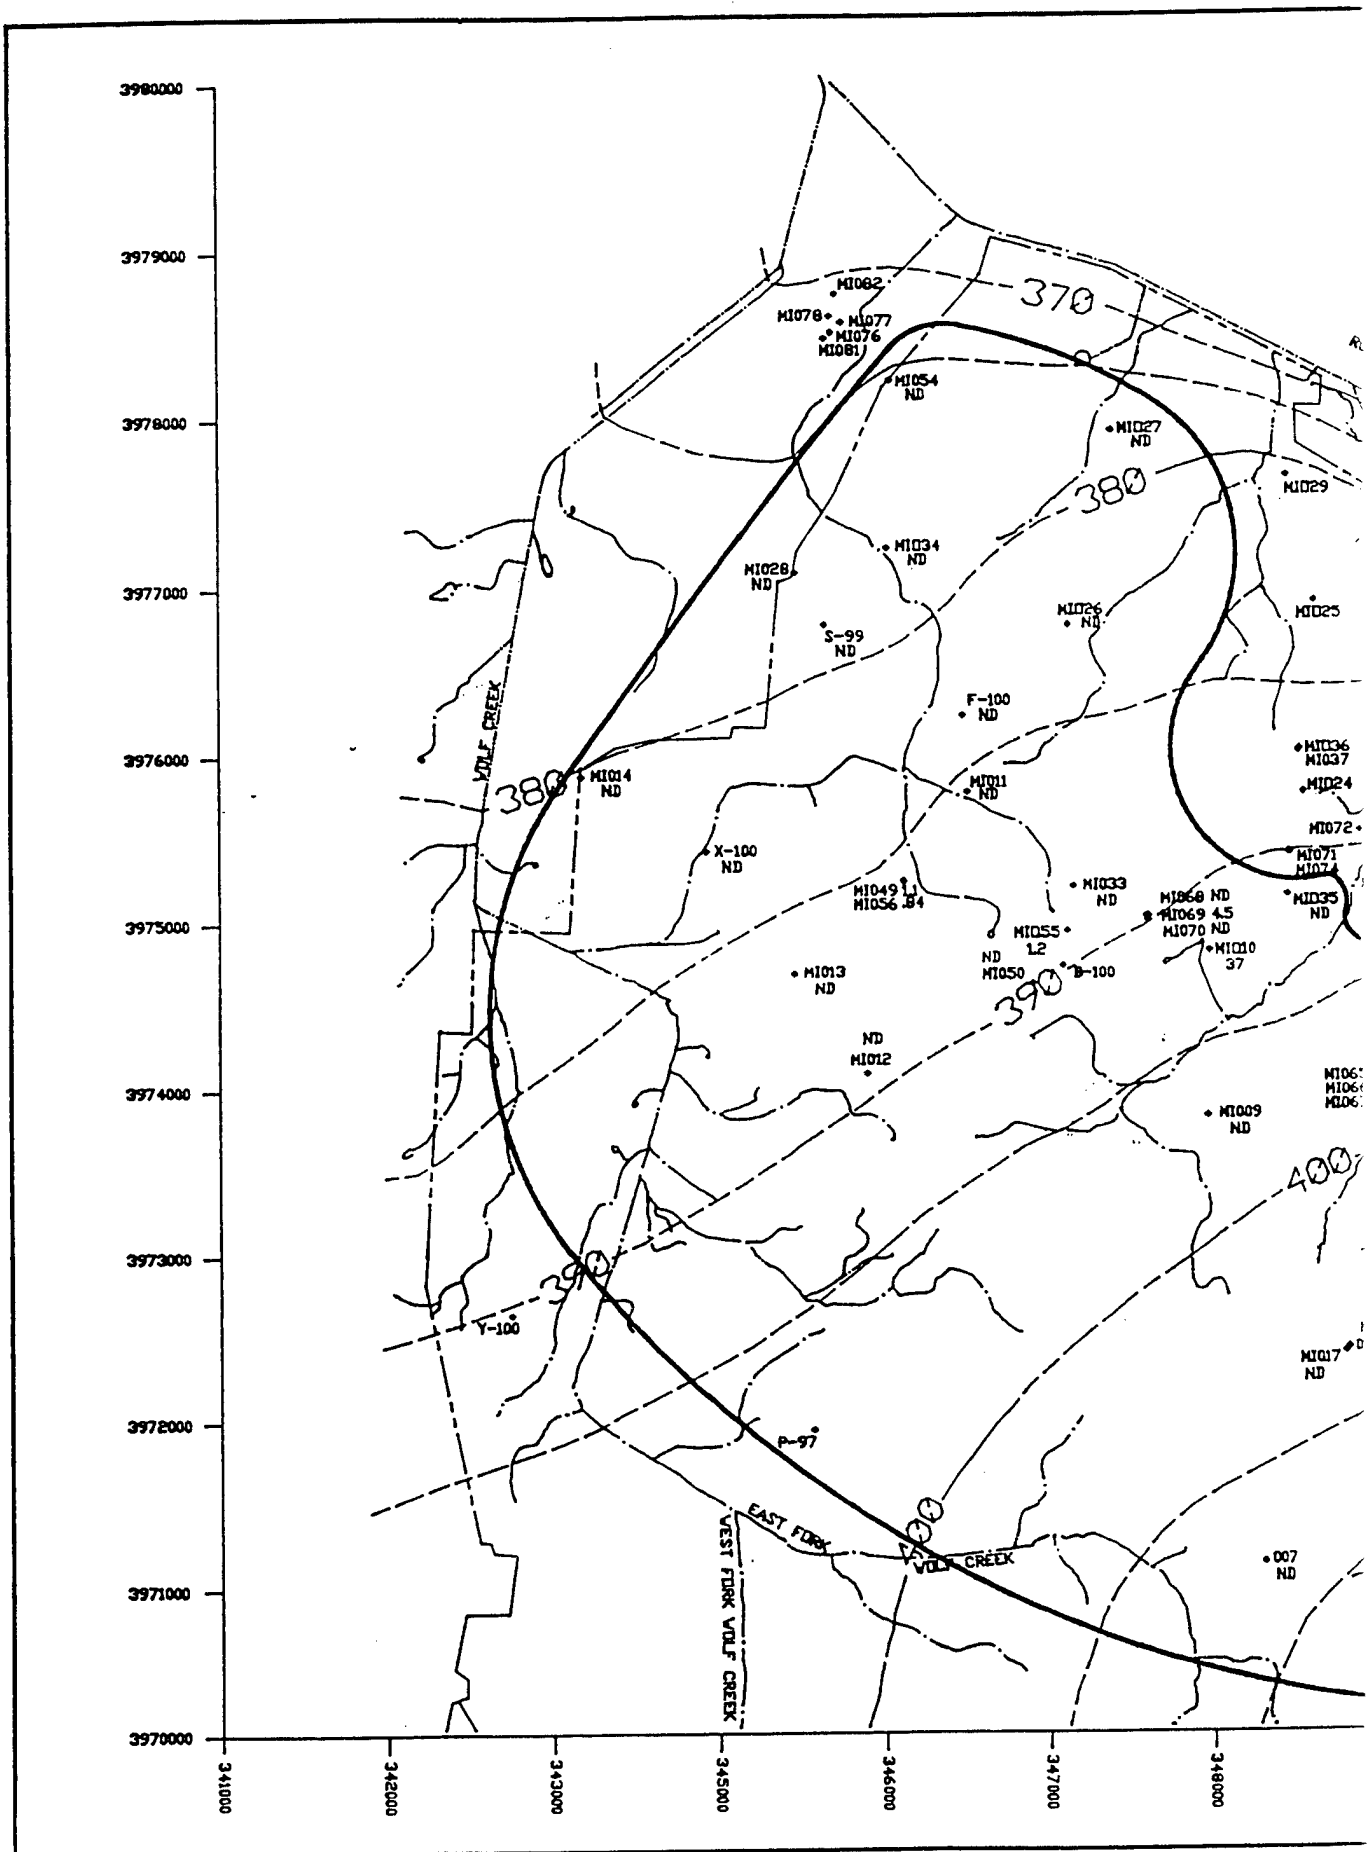 3980000
3979000
MI082
370
MI078
MI077
MI076
MI081
MI054
ND
3978000
MI027
ND
380
MI029
MI034
ND
MI028
ND
3977000
MI025
MI026
ND
S-99
ND
WOLF CREEK
F-100
ND
MI036
MI037
3976000
380
MI014
ND
MI011
ND
MI024
MI072
X-100
ND
MI071
MI074
MI049 1.1
MI056 .84
MI033
ND
MI068 ND
MI069 4.5
MI070 ND
MI035
ND
3975000
MI055
1.2
MI010
37
ND
MI050
B-100
MI013
ND
390
ND
MI012
3974000
MI009
ND
400
3973000
390
Y-100
MI017
ND
3972000
P-97
EAST FORK
WOLF CREEK
400
WEST FORK WOLF CREEK
007
ND
3971000
3970000
341000
342000
343000
345000
346000
347000
348000